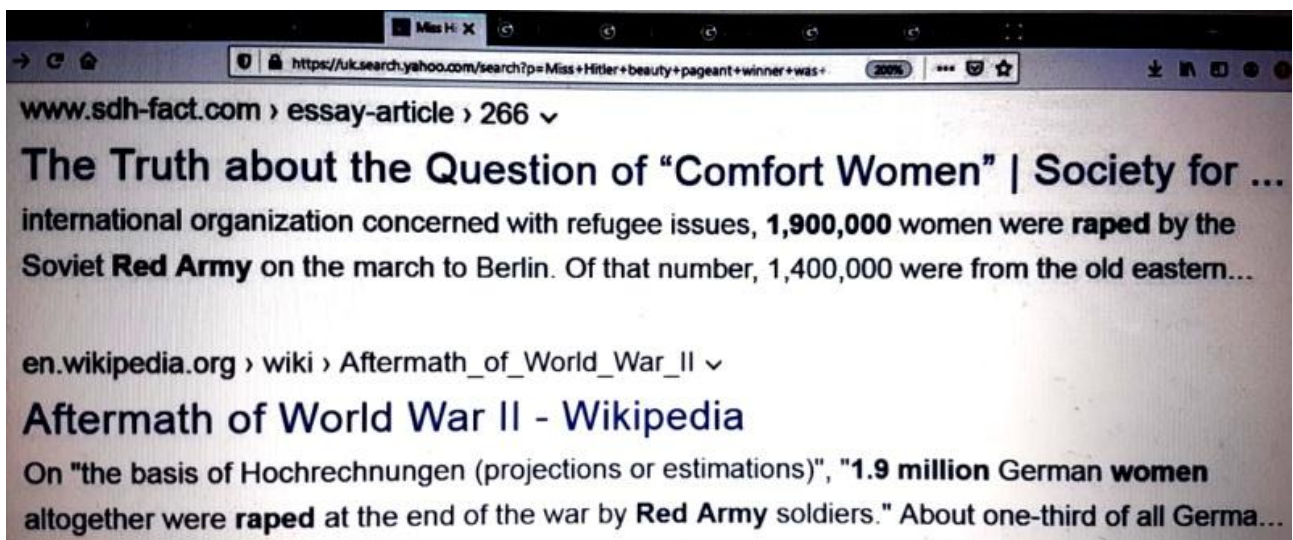 Miss Hi
https://uk.search.yahoo.com/search?p=Miss+Hitler+beauty+pageant+winner+was+ 200%
www.sdh-fact.com › essay-article › 266
The Truth about the Question of “Comfort Women” | Society for ...
international organization concerned with refugee issues, 1,900,000 women were raped by the
Soviet Red Army on the march to Berlin. Of that number, 1,400,000 were from the old eastern...
en.wikipedia.org › wiki › Aftermath_of_World_War_II
Aftermath of World War II - Wikipedia
On "the basis of Hochrechnungen (projections or estimations)", "1.9 million German women
altogether were raped at the end of the war by Red Army soldiers." About one-third of all Germa...